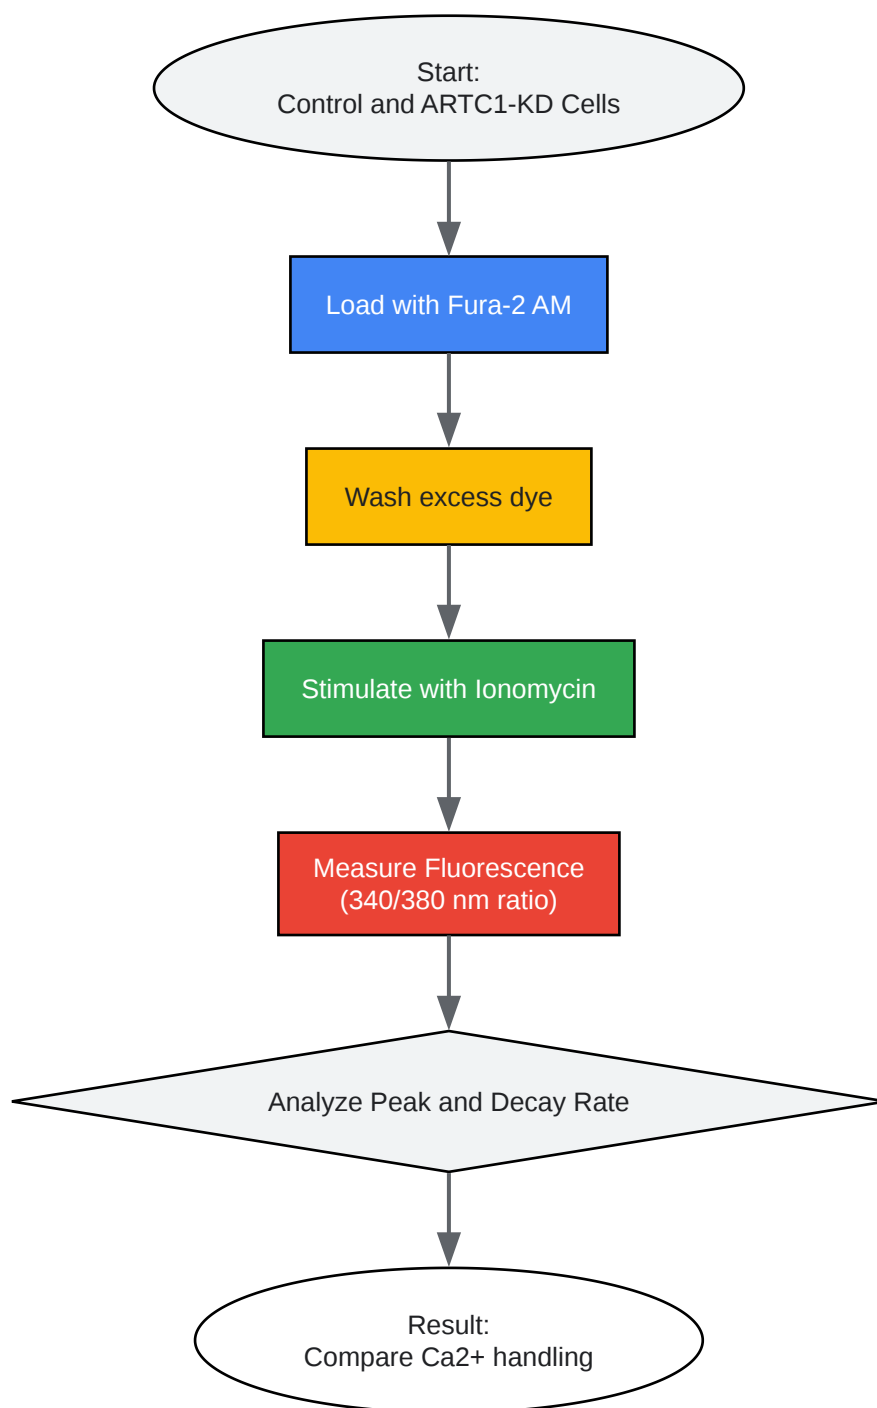 Start:
Control and ARTC1-KD Cells
Load with Fura-2 AM
Wash excess dye
Stimulate with Ionomycin
Measure Fluorescence
(340/380 nm ratio)
Analyze Peak and Decay Rate
Result:
Compare Ca2+ handling